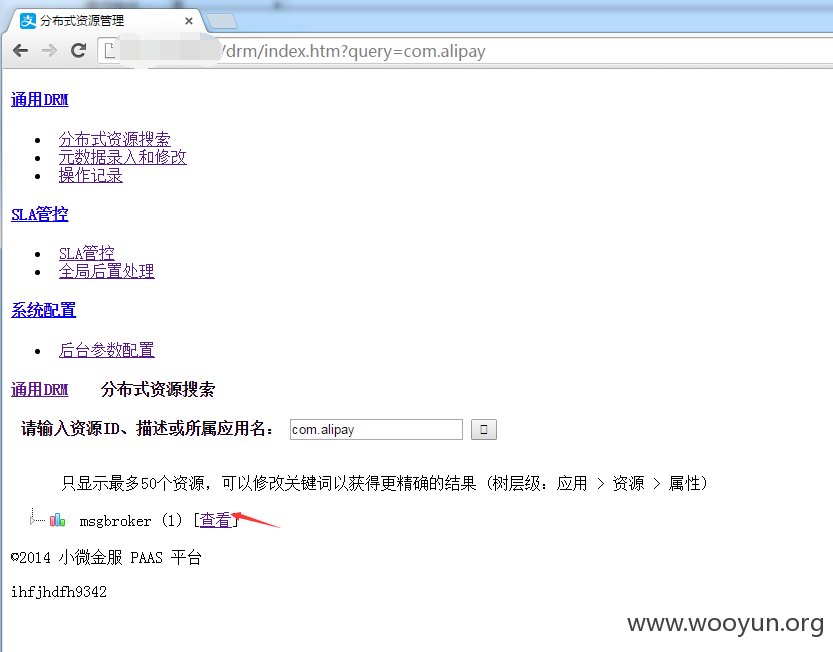 分布式资源管理
/drm/index.htm?query=com.alipay
通用DRM
分布式资源搜索
元数据录入和修改
操作记录
SLA管控
SLA管控
全局后置处理
系统配置
后台参数配置
通用DRM 分布式资源搜索
请输入资源ID、描述或所属应用名： com.alipay
只显示最多50个资源，可以修改关键词以获得更精确的结果 (树层级：应用 > 资源 > 属性)
msgbroker (1) [查看]
©2014 小微金服 PAAS 平台
ihfjhdfh9342
www.wooyun.org